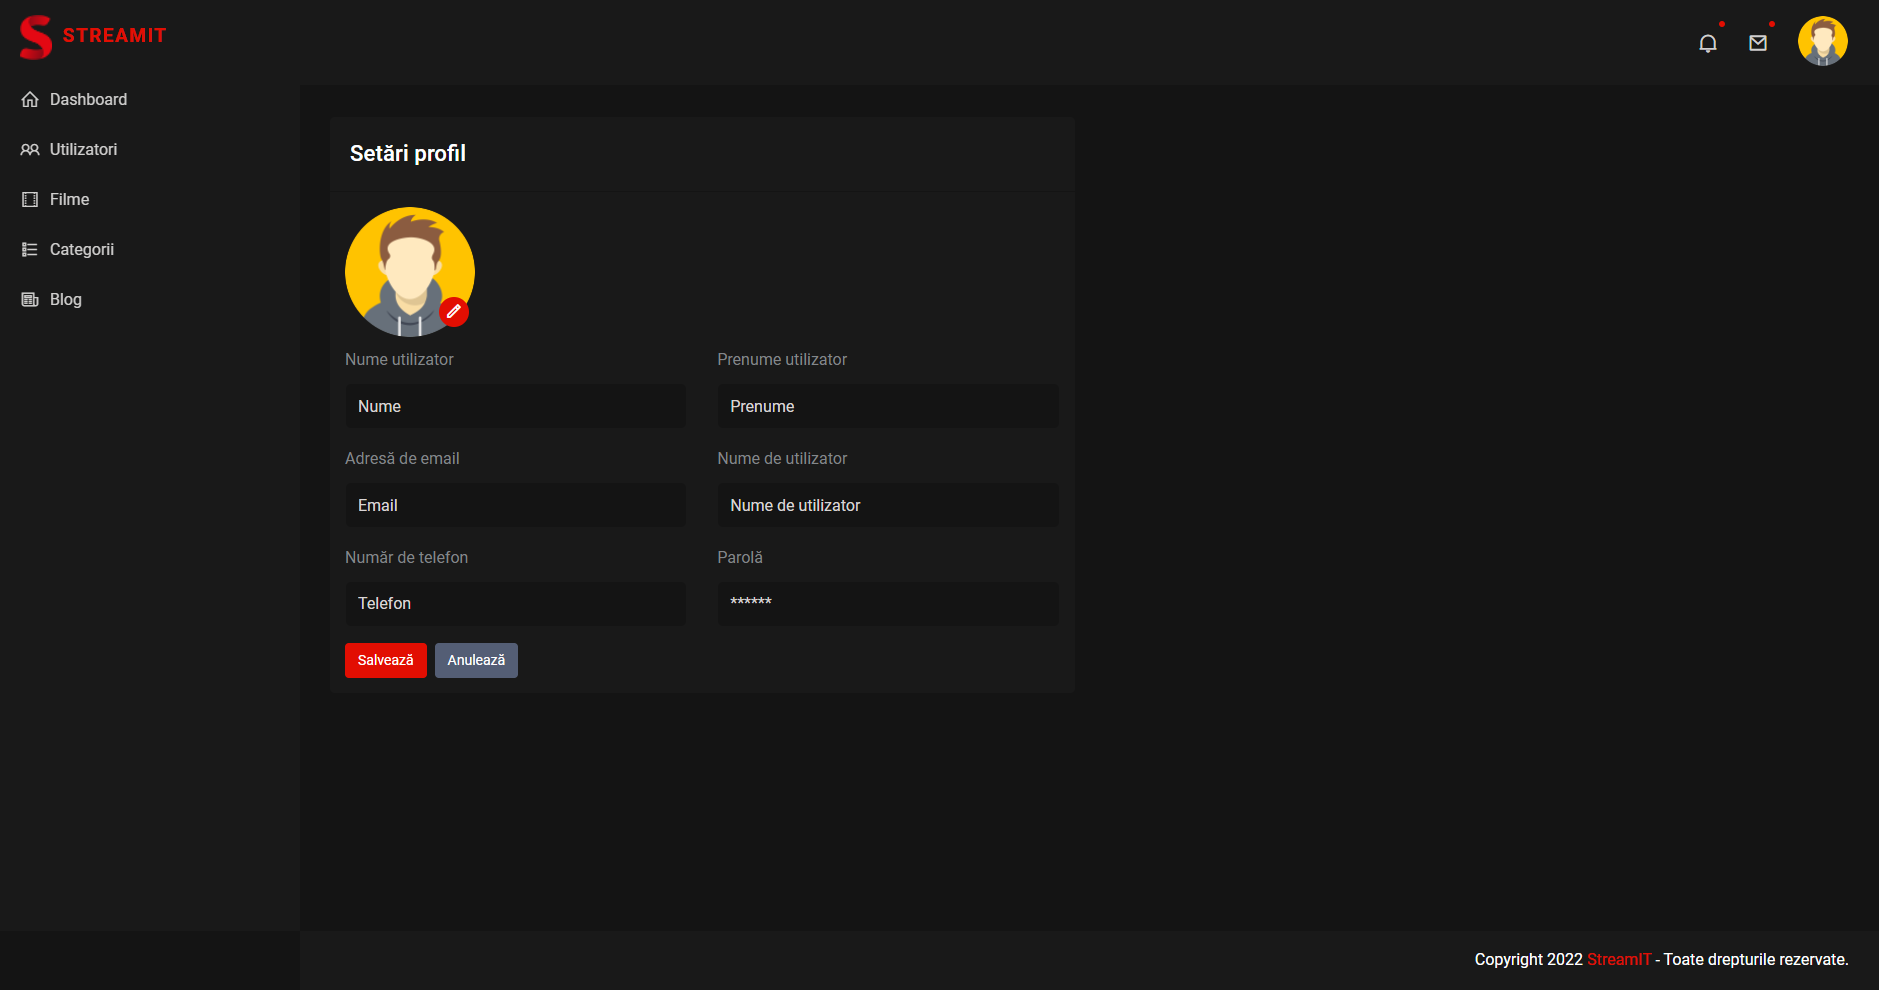 STREAMIT
Dashboard
Utilizatori
Filme
Categorii
Blog
Setări profil
Nume utilizator
Prenume utilizator
Nume
Prenume
Adresă de email
Nume de utilizator
Email
Nume de utilizator
Număr de telefon
Parolă
Telefon
******
Salvează
Anulează
Copyright 2022 StreamIT - Toate drepturile rezervate.